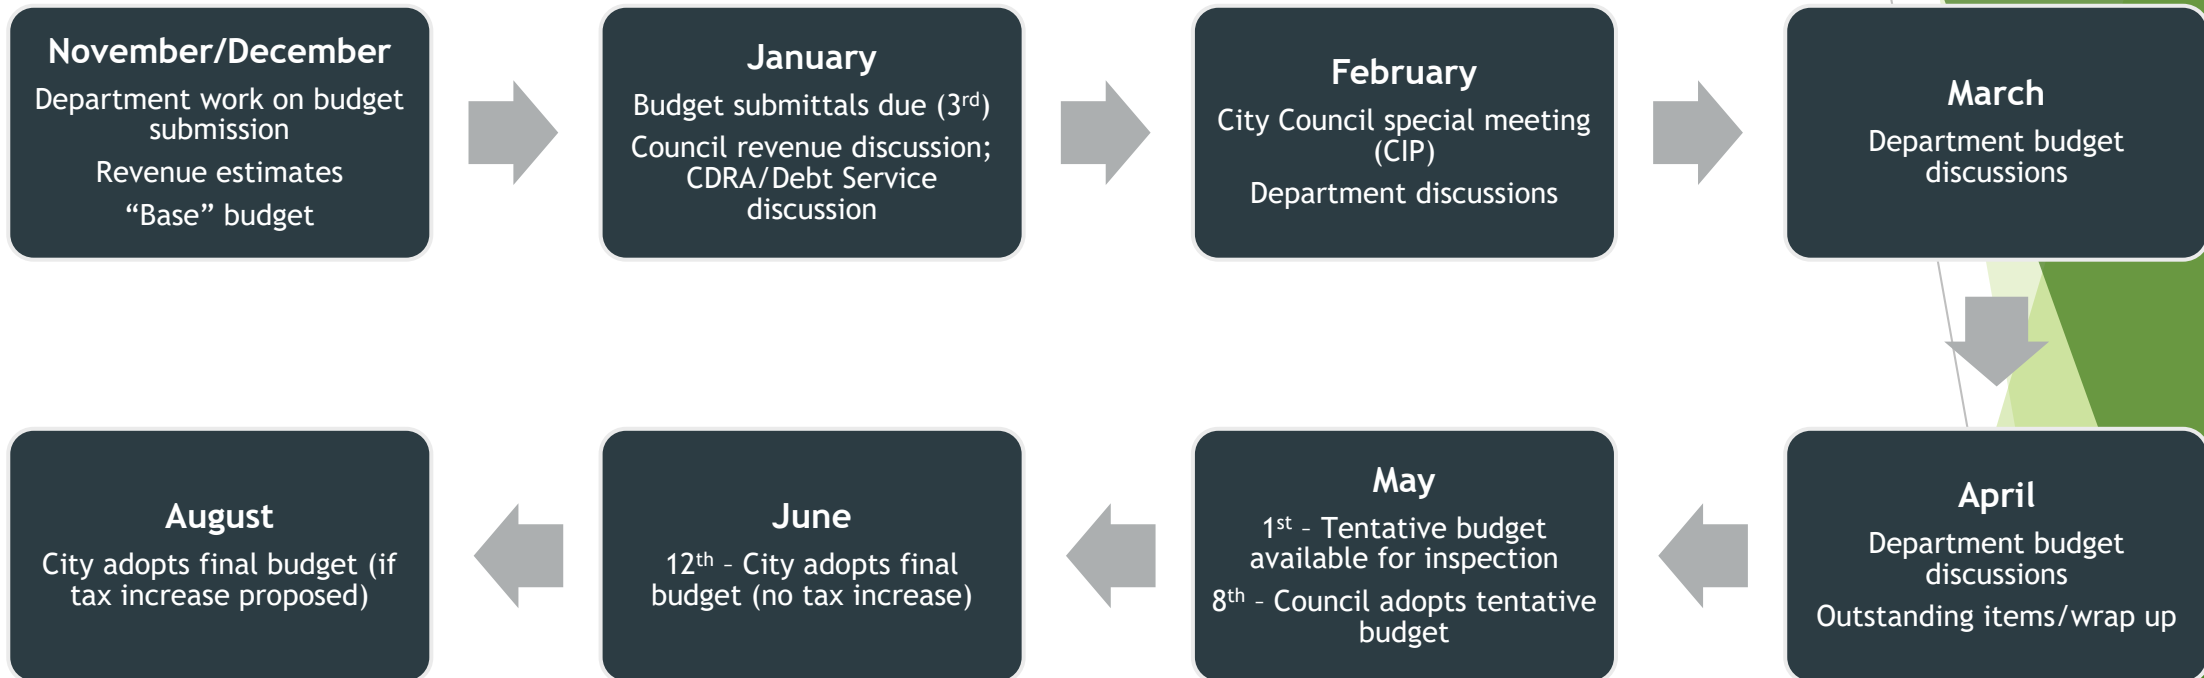 November/December
Department work on budget
submission
Revenue estimates
“Base” budget
January
Budget submittals due (3rd)
Council revenue discussion;
CDRA/Debt Service
discussion
February
City Council special meeting
(CIP)
Department discussions
March
Department budget
discussions
April
Department budget
discussions
Outstanding items/wrap up
May
1st – Tentative budget
available for inspection
8th – Council adopts tentative
budget
June
12th – City adopts final
budget (no tax increase)
August
City adopts final budget (if
tax increase proposed)